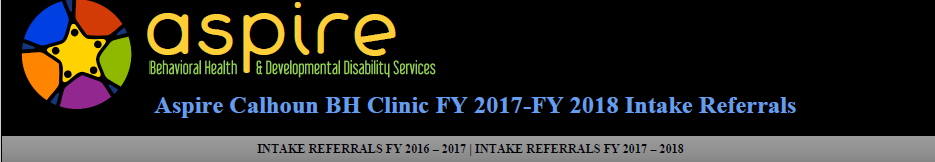 aspire
Behavioral Health & Developmental Disability Services
Aspire Calhoun BH Clinic FY 2017-FY 2018 Intake Referrals
INTAKE REFERRALS FY 2016 – 2017 | INTAKE REFERRALS FY 2017 – 2018